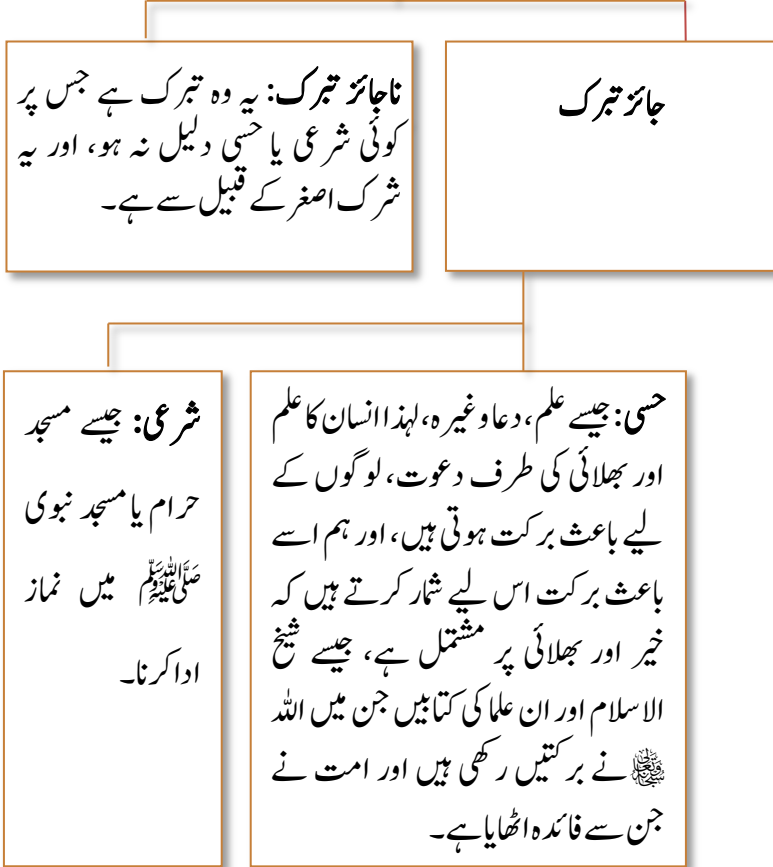 جائز تبرک
ناجائز تبرک: یہ وہ تبرک ہے جس پر
کوئی شرعی یا حسی دلیل نہ ہو، اور یہ
شرک اصغر کے قبیل سے ہے۔
حسی: جیسے علم، دعا وغیرہ، لہذا انسان کا علم
اور بھلائی کی طرف دعوت، لوگوں کے
لیے باعث برکت ہوتی ہیں، اور ہم اسے
باعث برکت اس لیے شمار کرتے ہیں کہ
خیر اور بھلائی پر مشتمل ہے، جیسے شیخ
الاسلام اور ان علما کی کتابیں جن میں اللہ
سبحانہ وتعالی نے برکتیں رکھی ہیں اور امت نے
جن سے فائدہ اٹھایا ہے۔
شرعی: جیسے مسجد
حرام یا مسجد نبوی
صلی اللہ علیہ وسلم میں نماز
ادا کرنا۔